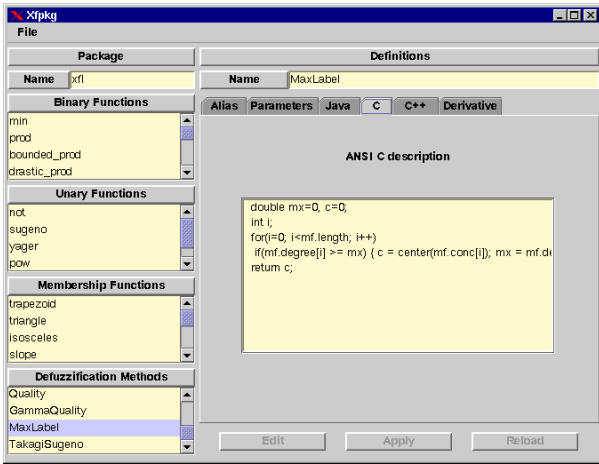 Xfpkg
File
Package
Name xfl
Binary Functions
min
prod
bounded_prod
drastic_prod
Unary Functions
not
sugeno
yager
pow
Membership Functions
trapezoid
triangle
isosceles
slope
Defuzzification Methods
Quality
GammaQuality
MaxLabel
TakagiSugeno
Definitions
Name MaxLabel
Alias Parameters Java C C++ Derivative
ANSI C description
double mx=0, c=0;
int i;
for(i=0; i<mf.length; i++)
if(mf.degree[i] >= mx) { c = center(mf.conc[i]); mx = mf.de
return c;
Edit Apply Reload